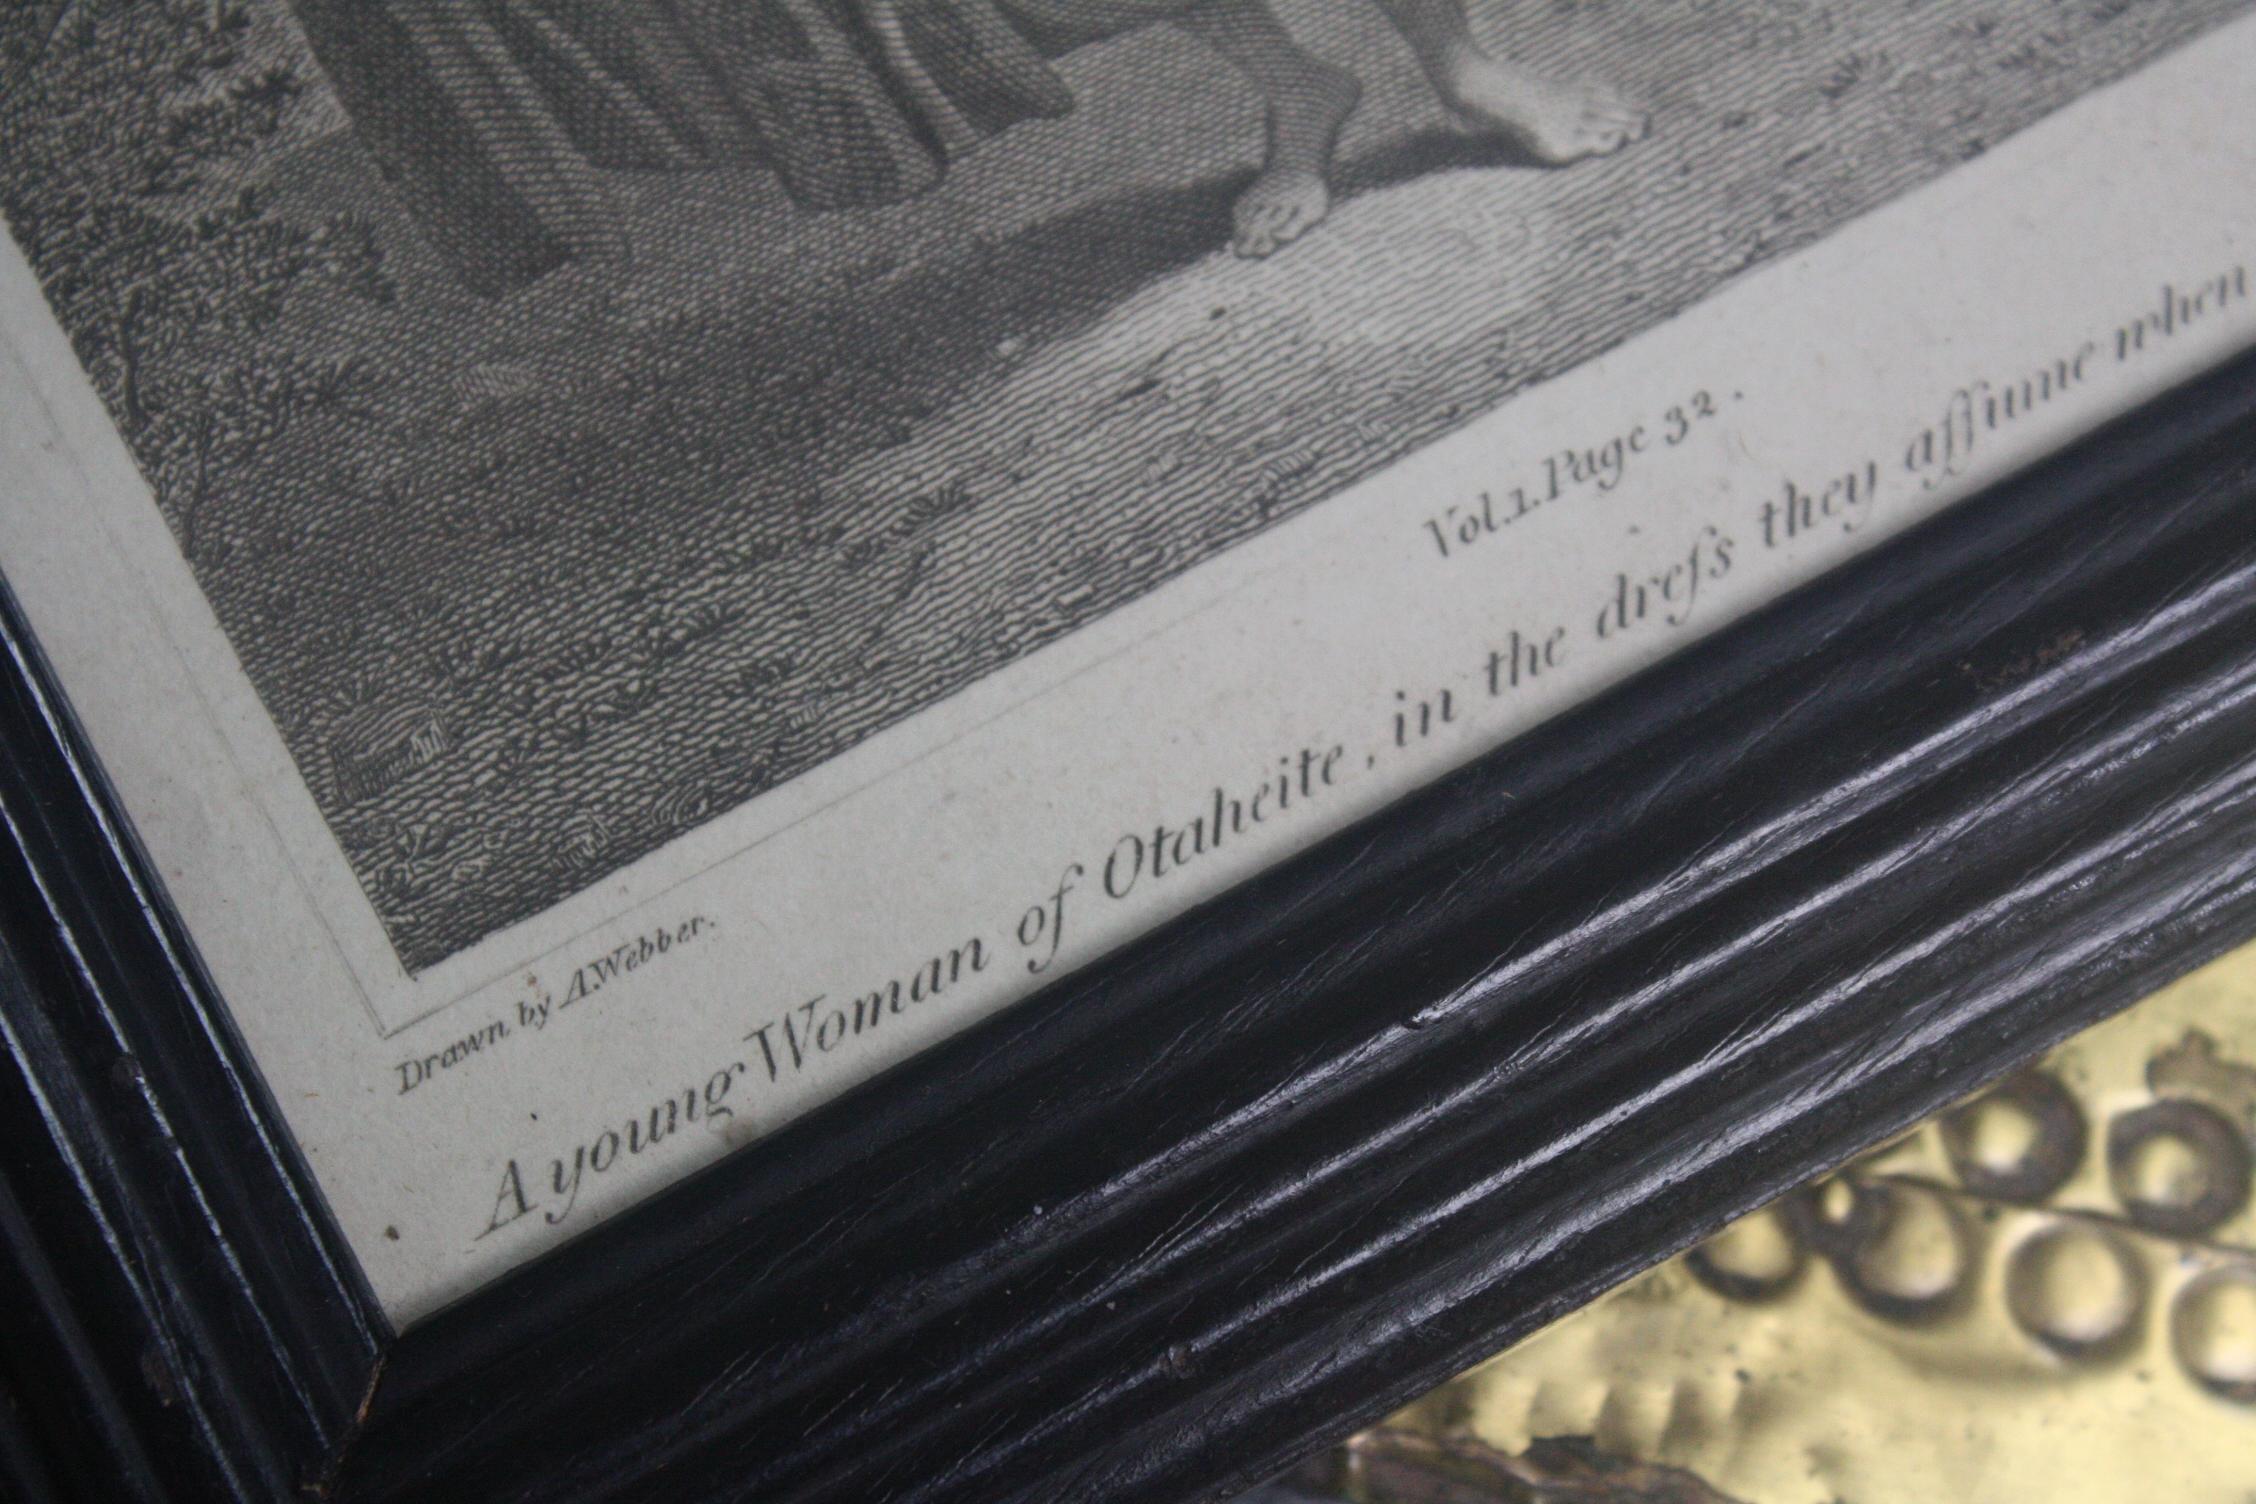 Vol.1.Page 32.
Drawn by A.Webber.
A young Woman of Otaheite, in the dreſs they aſſume when